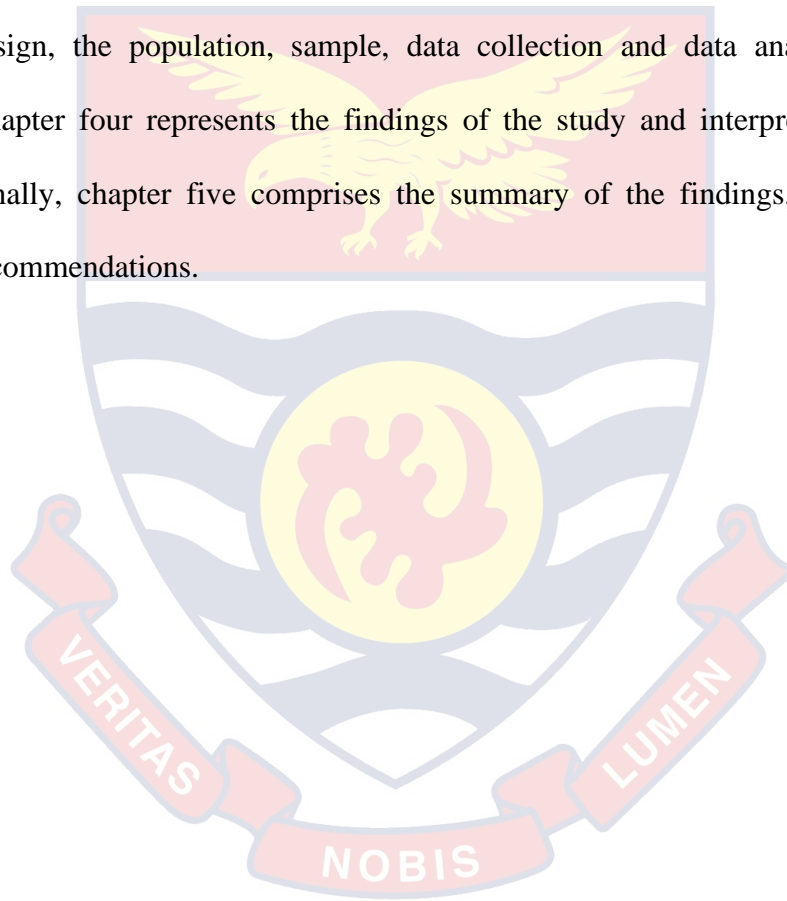 sign, the population, sample, data collection and data ana
apter four represents the findings of the study and interpre
nally, chapter five comprises the summary of the findings.
commendations.
VERITAS
NOBIS
LUMEN